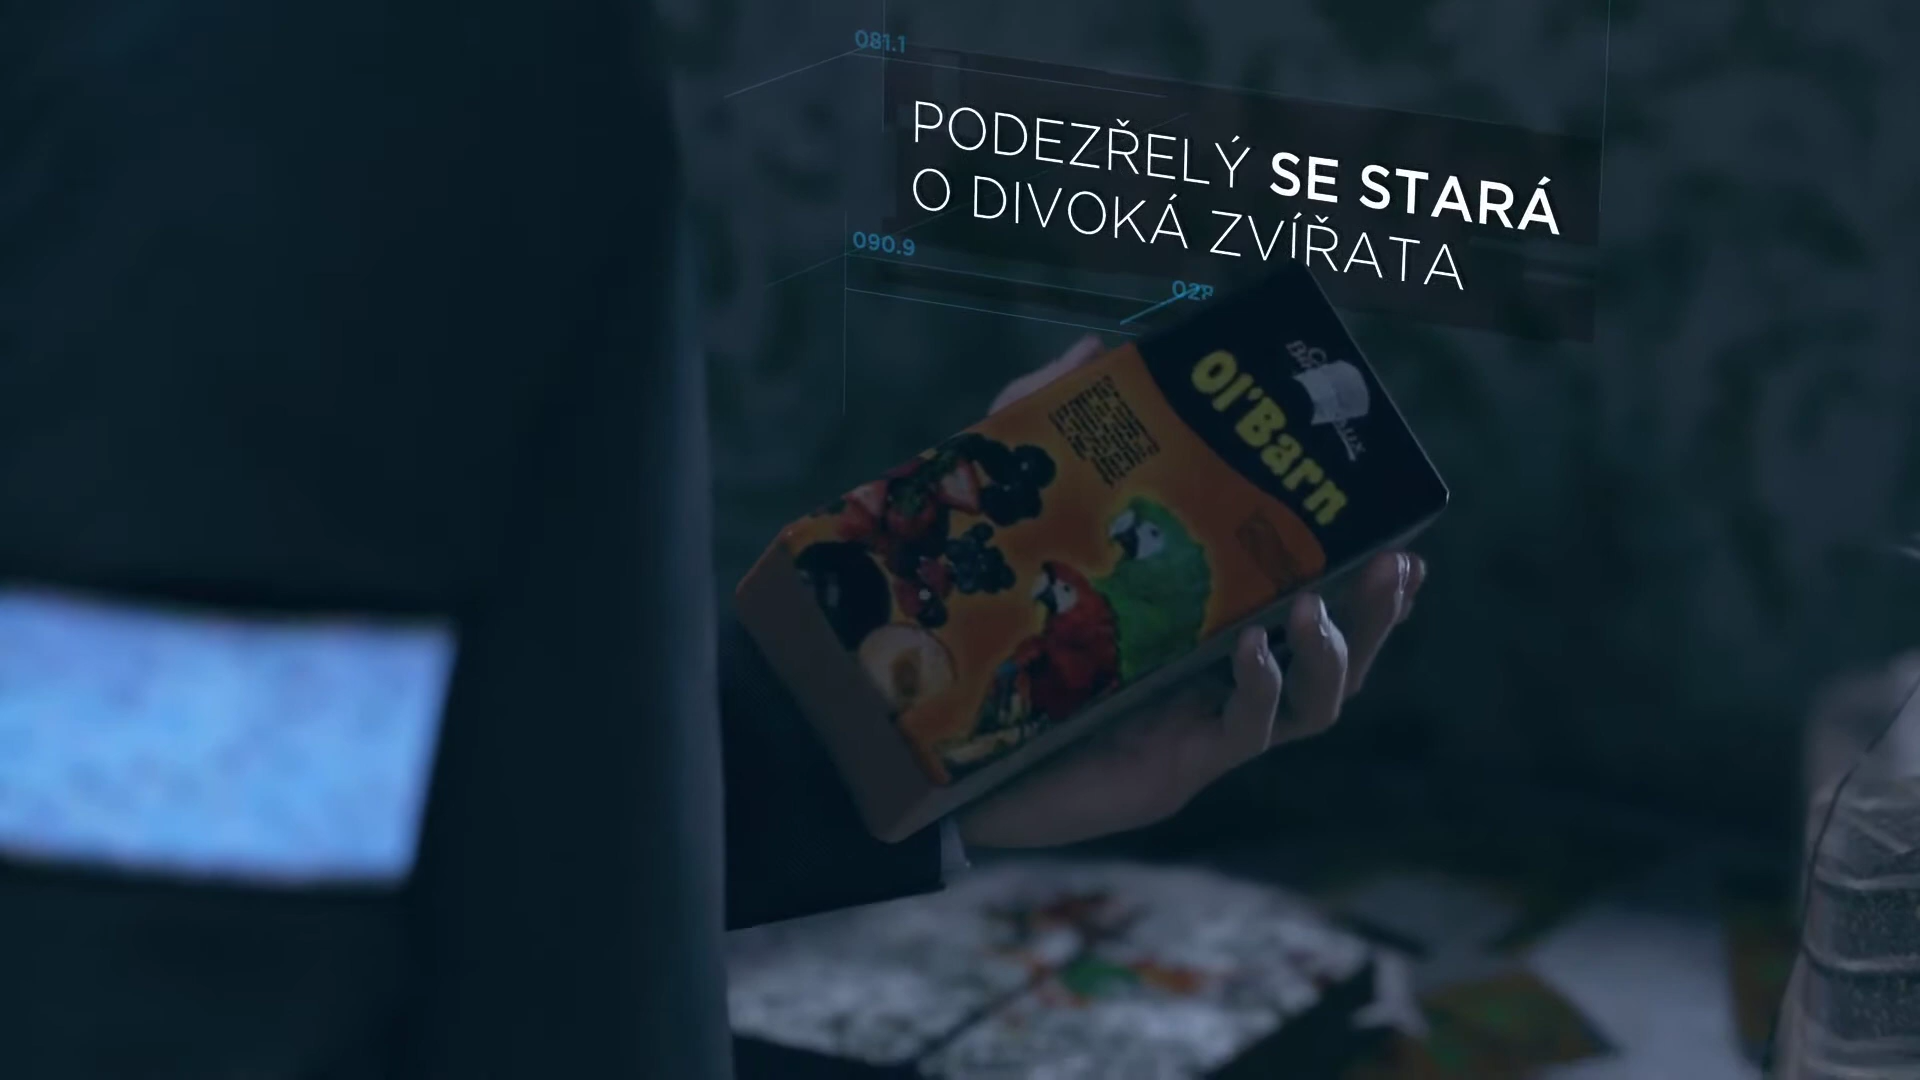 081.1
PODEZŘELÝ SE STARÁ
O DIVOKÁ ZVÍŘATA
090.9
Ol'Barn